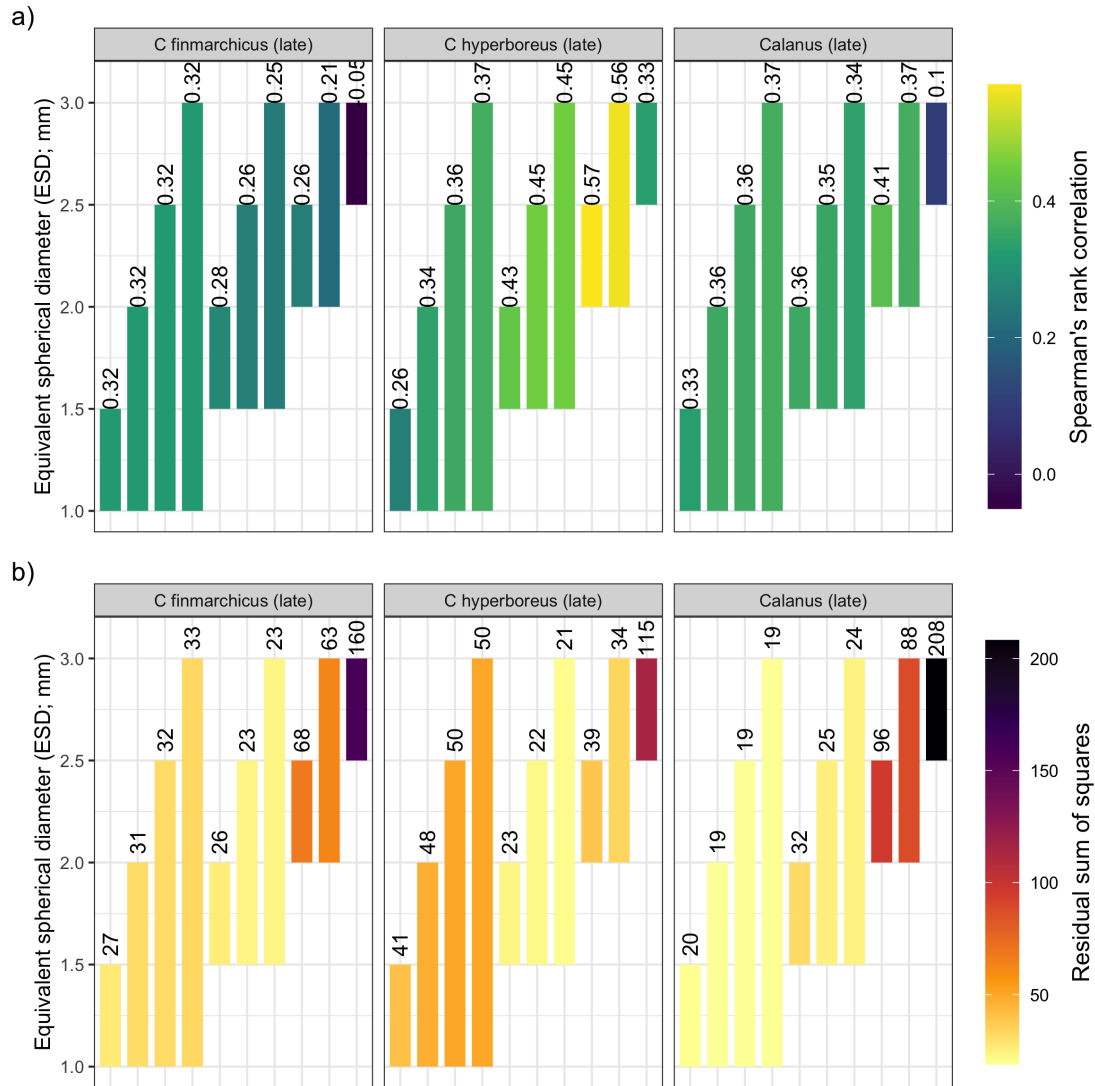 a)
C finmarchicus (late) C hyperboreus (late) Calanus (late)
Equivalent spherical diameter (ESD; mm)
3.0
2.5
2.0
1.5
1.0
0.32 0.32 0.32 0.32 0.28 0.26 0.25 0.26 0.21 -0.05
0.26 0.34 0.36 0.37 0.43 0.45 0.45 0.57 0.56 0.33
0.33 0.36 0.36 0.37 0.36 0.35 0.34 0.41 0.37 0.1
Spearman's rank correlation
0.4
0.2
0.0
b)
C finmarchicus (late) C hyperboreus (late) Calanus (late)
Equivalent spherical diameter (ESD; mm)
3.0
2.5
2.0
1.5
1.0
27 31 32 33 26 23 23 68 63 160
41 48 50 50 23 22 21 39 34 115
20 19 19 19 32 25 24 96 88 208
Residual sum of squares
200
150
100
50